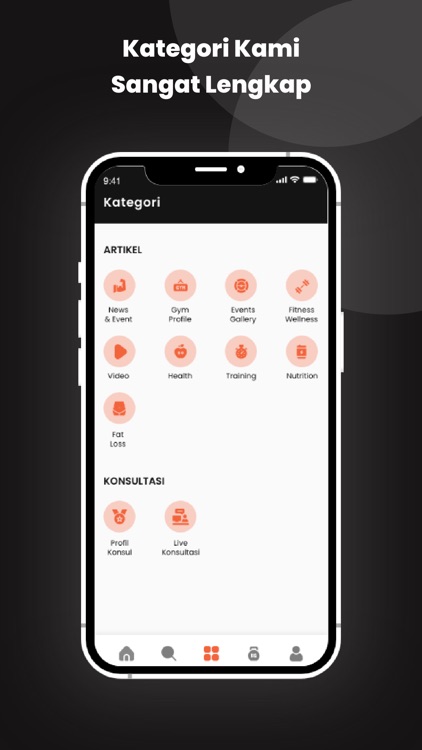 Kategori Kami
Sangat Lengkap
9:41
Kategori
ARTIKEL
News
& Event
Gym
Profile
Events
Gallery
Fitness
Wellness
Video
Health
Training
Nutrition
Fat
Loss
KONSULTASI
Profil
Konsul
Live
Konsultasi